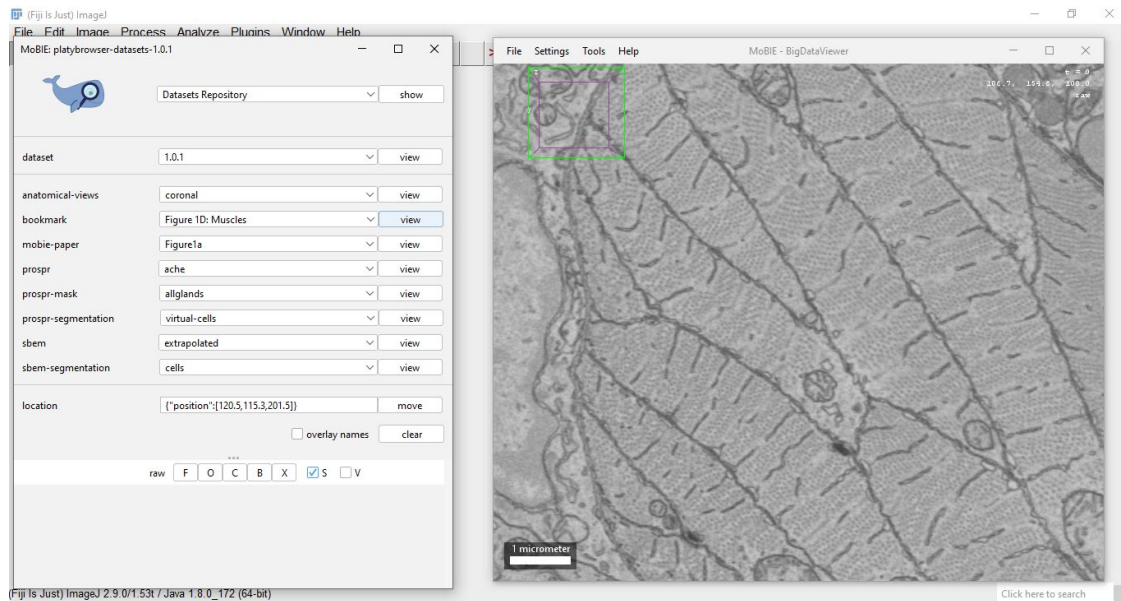 (Fiji Is Just) ImageJ
File Edit Image Process Analyze Plugins Window Help
MoBIE: platybrowser-datasets-1.0.1
Datasets Repository show
dataset 1.0.1 view
anatomical-views coronal view
bookmark Figure 1D: Muscles view
mobie-paper Figure1a view
prospr ache view
prospr-mask allglands view
prospr-segmentation virtual-cells view
sbem extrapolated view
sbem-segmentation cells view
location {"position":[120.5,115.3,201.5]} move
overlay names clear
raw F O C B X S V
(Fiji Is Just) ImageJ 2.9.0/1.53t / Java 1.8.0_172 (64-bit)
File Settings Tools Help MoBIE - BigDataViewer
t = 0
raw
1 micrometer
Click here to search